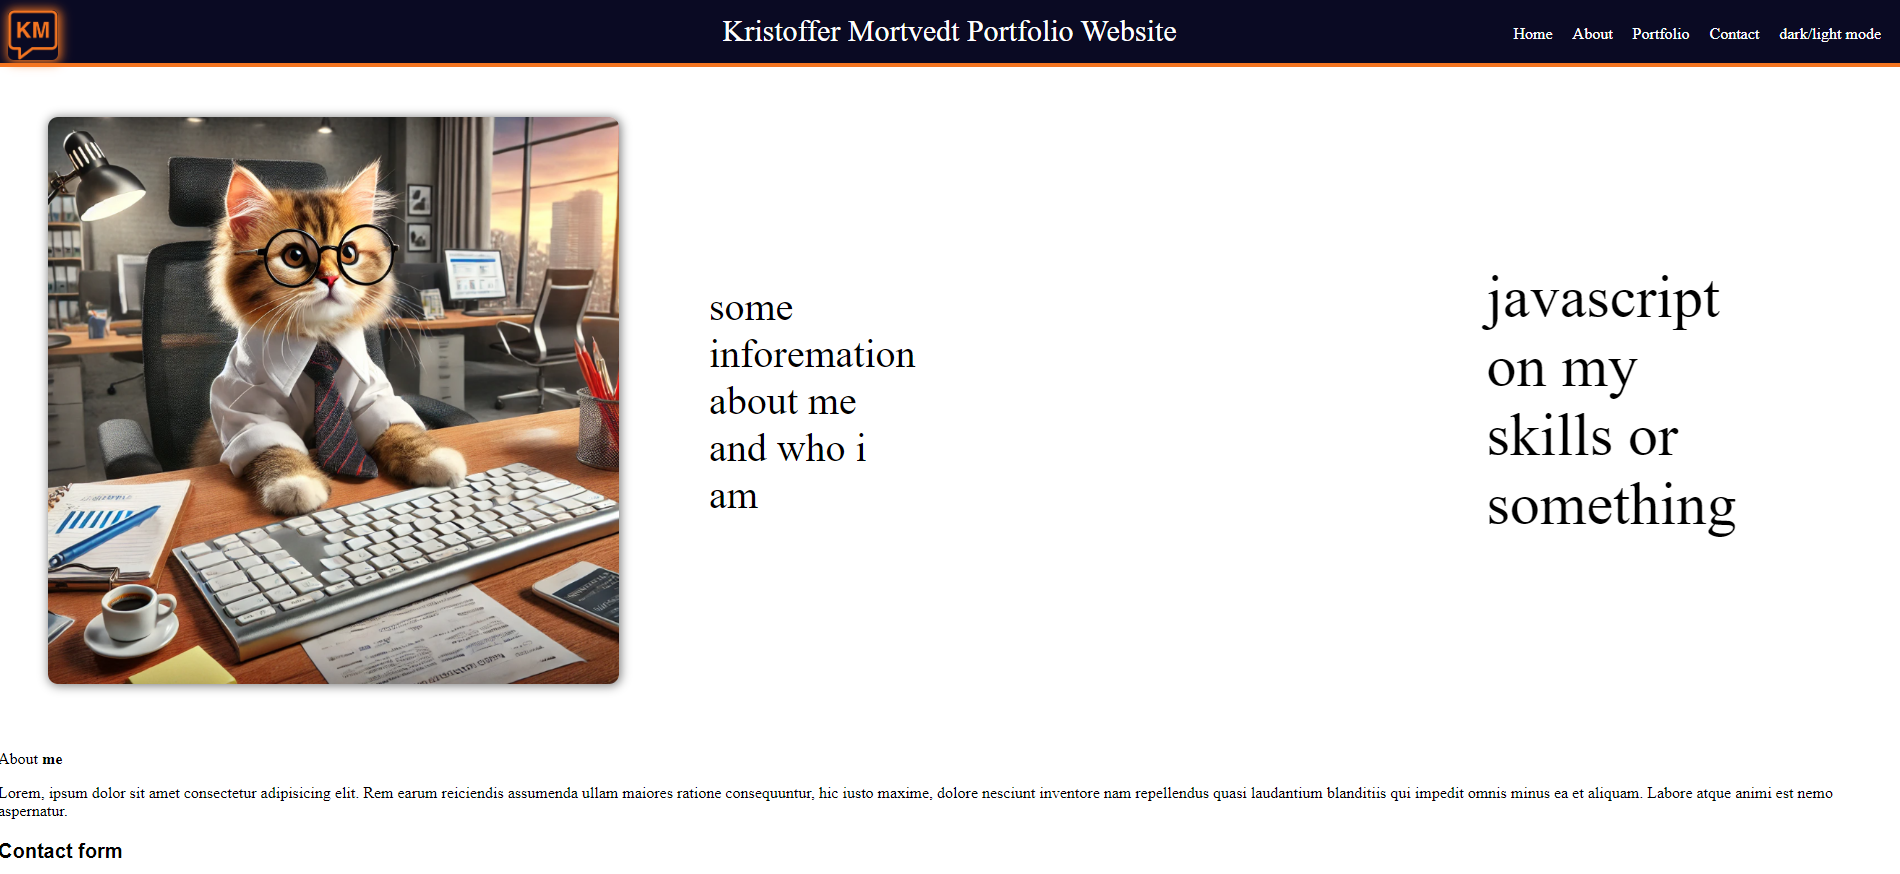 KM
Kristoffer Mortvedt Portfolio Website
Home About Portfolio Contact dark/light mode
some
inforemation
about me
and who i
am
javascript
on my
skills or
something
About me
Lorem, ipsum dolor sit amet consectetur adipisicing elit. Rem earum reiciendis assumenda ullam maiores ratione consequuntur, hic iusto maxime, dolore nesciunt inventore nam repellendus quasi laudantium blanditiis qui impedit omnis minus ea et aliquam. Labore atque animi est nemo
aspernatur.
Contact form